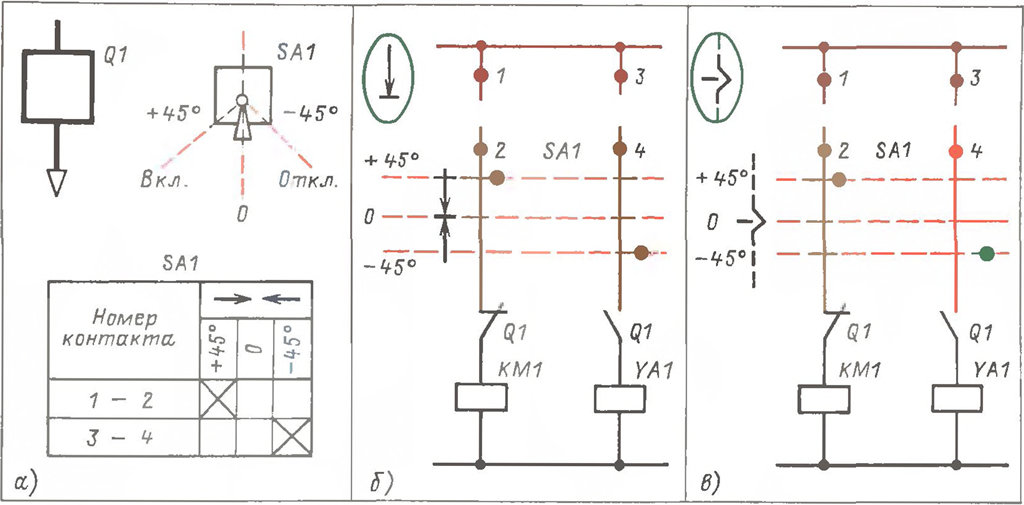 Q1
SA1
+45°
-45°
Вкл.
Откл.
0
SA1
Номер
контакта
+45°
0
-45°
1 - 2
3 - 4
а)
1
3
2
SA1
4
+45°
0
-45°
Q1
Q1
KM1
YA1
б)
1
3
2
SA1
4
+45°
0
-45°
Q1
Q1
KM1
YA1
в)